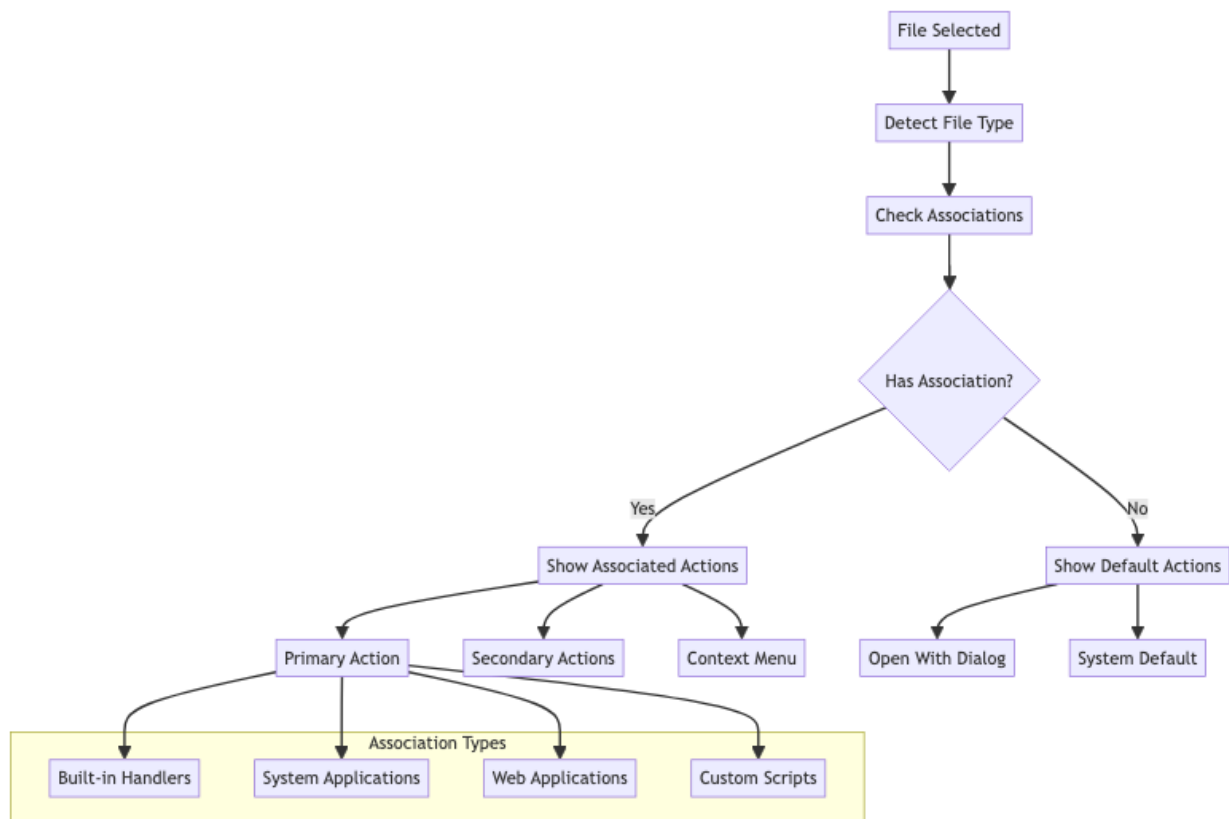 File Selected
Detect File Type
Check Associations
Has Association?
Yes
No
Show Associated Actions
Show Default Actions
Primary Action
Secondary Actions
Context Menu
Open With Dialog
System Default
Association Types
Built-in Handlers
System Applications
Web Applications
Custom Scripts